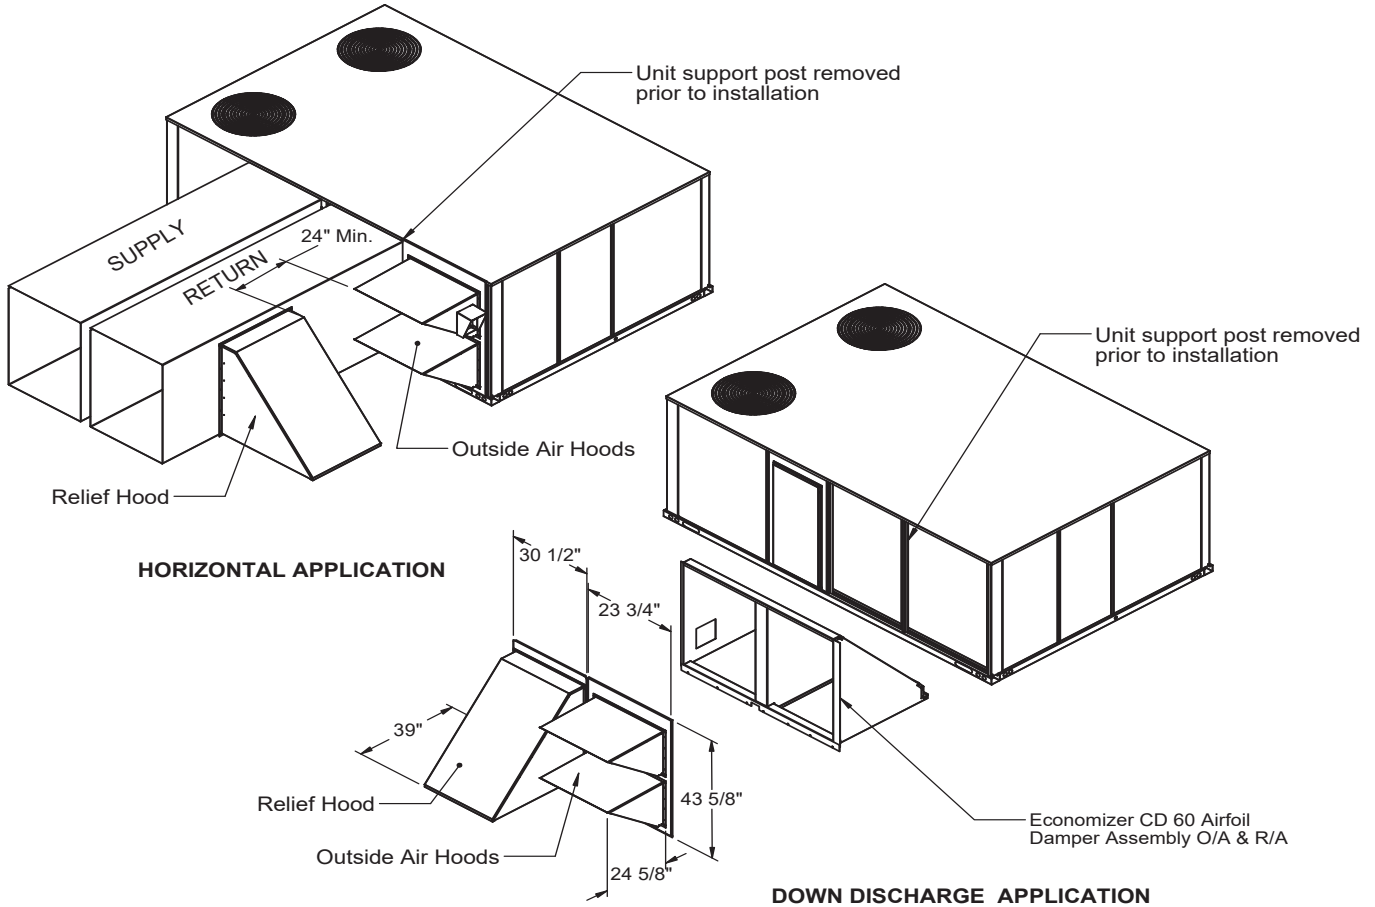 Unit support post removed
prior to installation
SUPPLY
24" Min.
RETURN
Outside Air Hoods
Relief Hood
HORIZONTAL APPLICATION
Unit support post removed
prior to installation
30 1/2"
23 3/4"
39"
Relief Hood
43 5/8"
Outside Air Hoods
24 5/8"
Economizer CD 60 Airfoil
Damper Assembly O/A & R/A
DOWN DISCHARGE APPLICATION